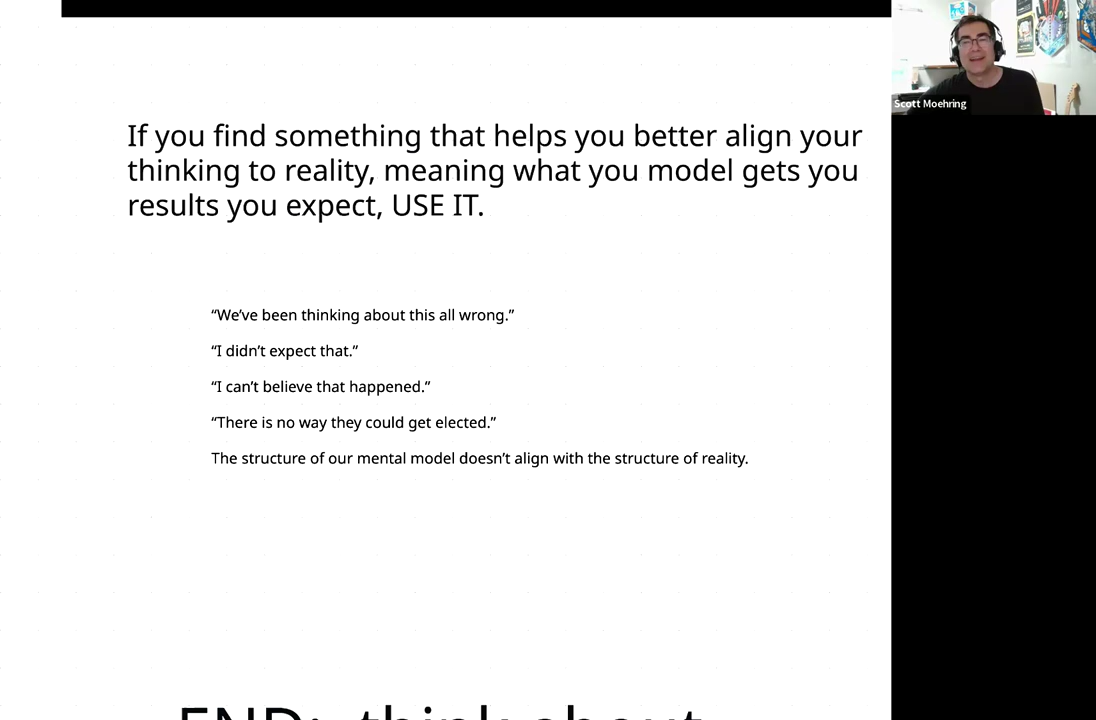 If you find something that helps you better align your
thinking to reality, meaning what you model gets you
results you expect, USE IT.
“We’ve been thinking about this all wrong.”
“I didn’t expect that.”
“I can’t believe that happened.”
“There is no way they could get elected.”
The structure of our mental model doesn’t align with the structure of reality.
END: think about
Scott Moehring